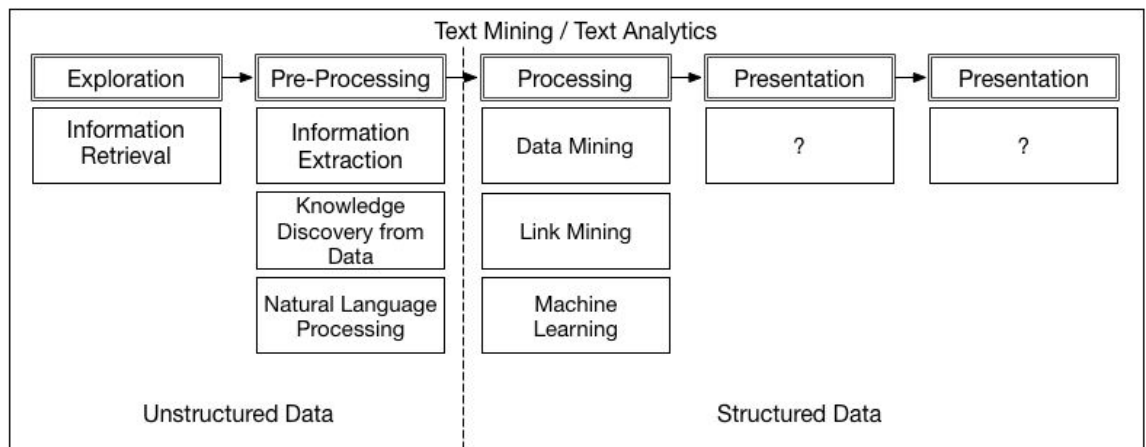 Text Mining / Text Analytics
Exploration
Pre-Processing
Processing
Presentation
Presentation
Information
Retrieval
Information
Extraction
Data Mining
?
?
Knowledge
Discovery from
Data
Link Mining
Natural Language
Processing
Machine
Learning
Unstructured Data
Structured Data